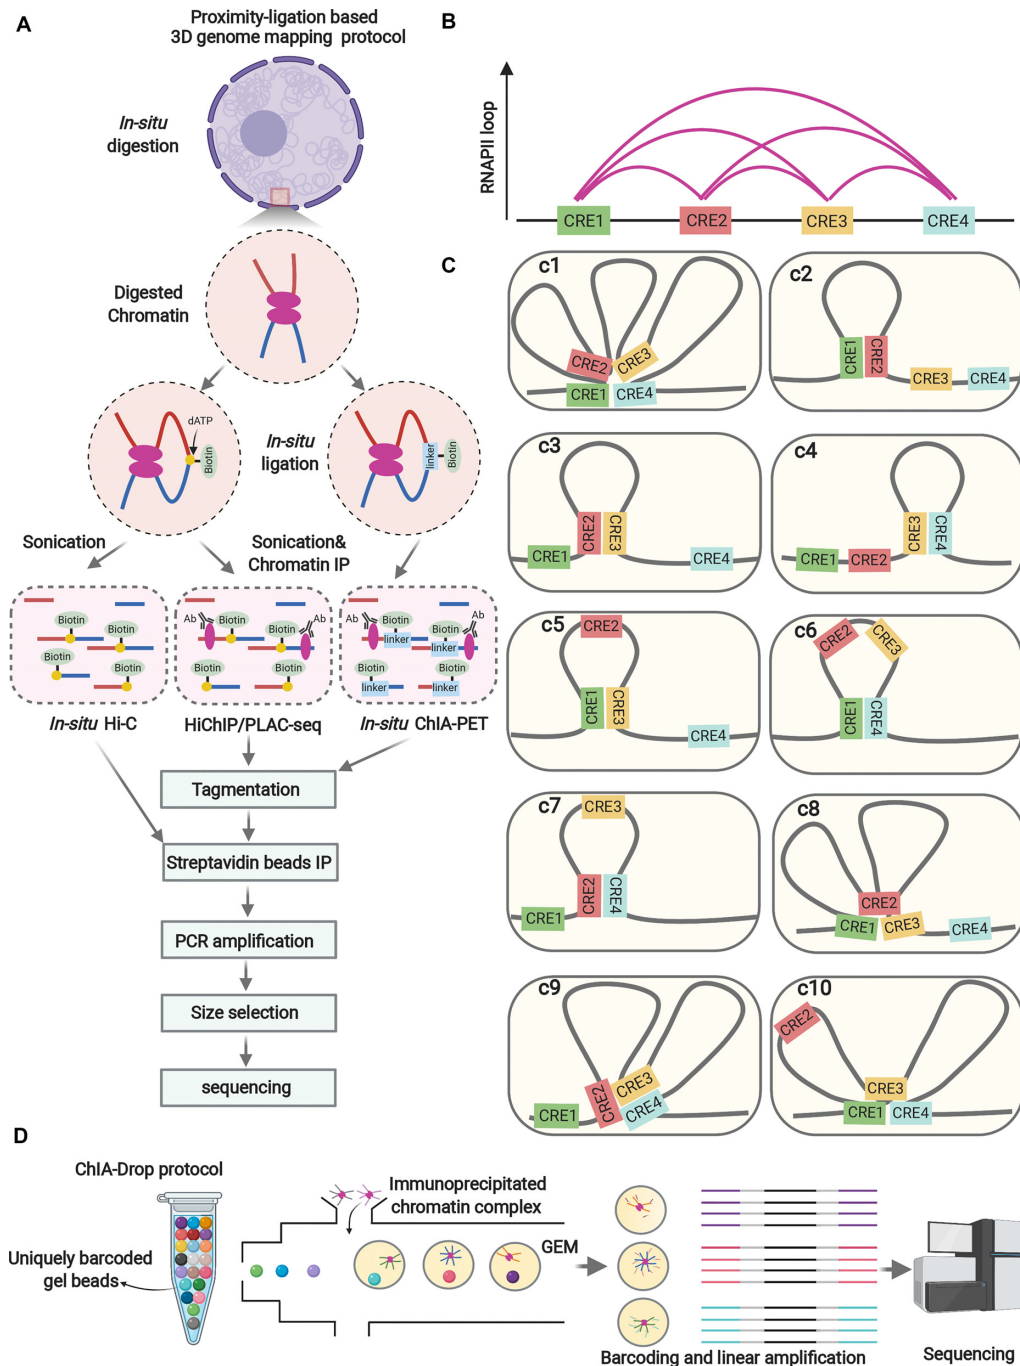 A
Proximity-ligation based
3D genome mapping protocol
In-situ
digestion
Digested
Chromatin
dATP
Biotin
In-situ
ligation
linker
Biotin
Sonication
Sonication&
Chromatin IP
Biotin
Biotin
Biotin
Biotin
Ab
Biotin
Ab
Biotin
Biotin
Biotin
Ab
Biotin
Ab
linker
Biotin
linker
Biotin
linker
Biotin
linker
In-situ Hi-C
HiChIP/PLAC-seq
In-situ ChIA-PET
Tagmentation
Streptavidin beads IP
PCR amplification
Size selection
sequencing
B
RNAPII loop
CRE1
CRE2
CRE3
CRE4
C
c1
CRE2
CRE3
CRE1
CRE4
c2
CRE1
CRE2
CRE3
CRE4
c3
CRE1
CRE2
CRE3
CRE4
c4
CRE1
CRE2
CRE3
CRE4
c5
CRE2
CRE1
CRE3
CRE4
c6
CRE2
CRE3
CRE1
CRE4
c7
CRE3
CRE1
CRE2
CRE4
c8
CRE2
CRE1
CRE3
CRE4
c9
CRE1
CRE2
CRE3
CRE4
c10
CRE2
CRE3
CRE1
CRE4
D
ChIA-Drop protocol
Uniquely barcoded
gel beads
Immunoprecipitated
chromatin complex
GEM
Barcoding and linear amplification
Sequencing